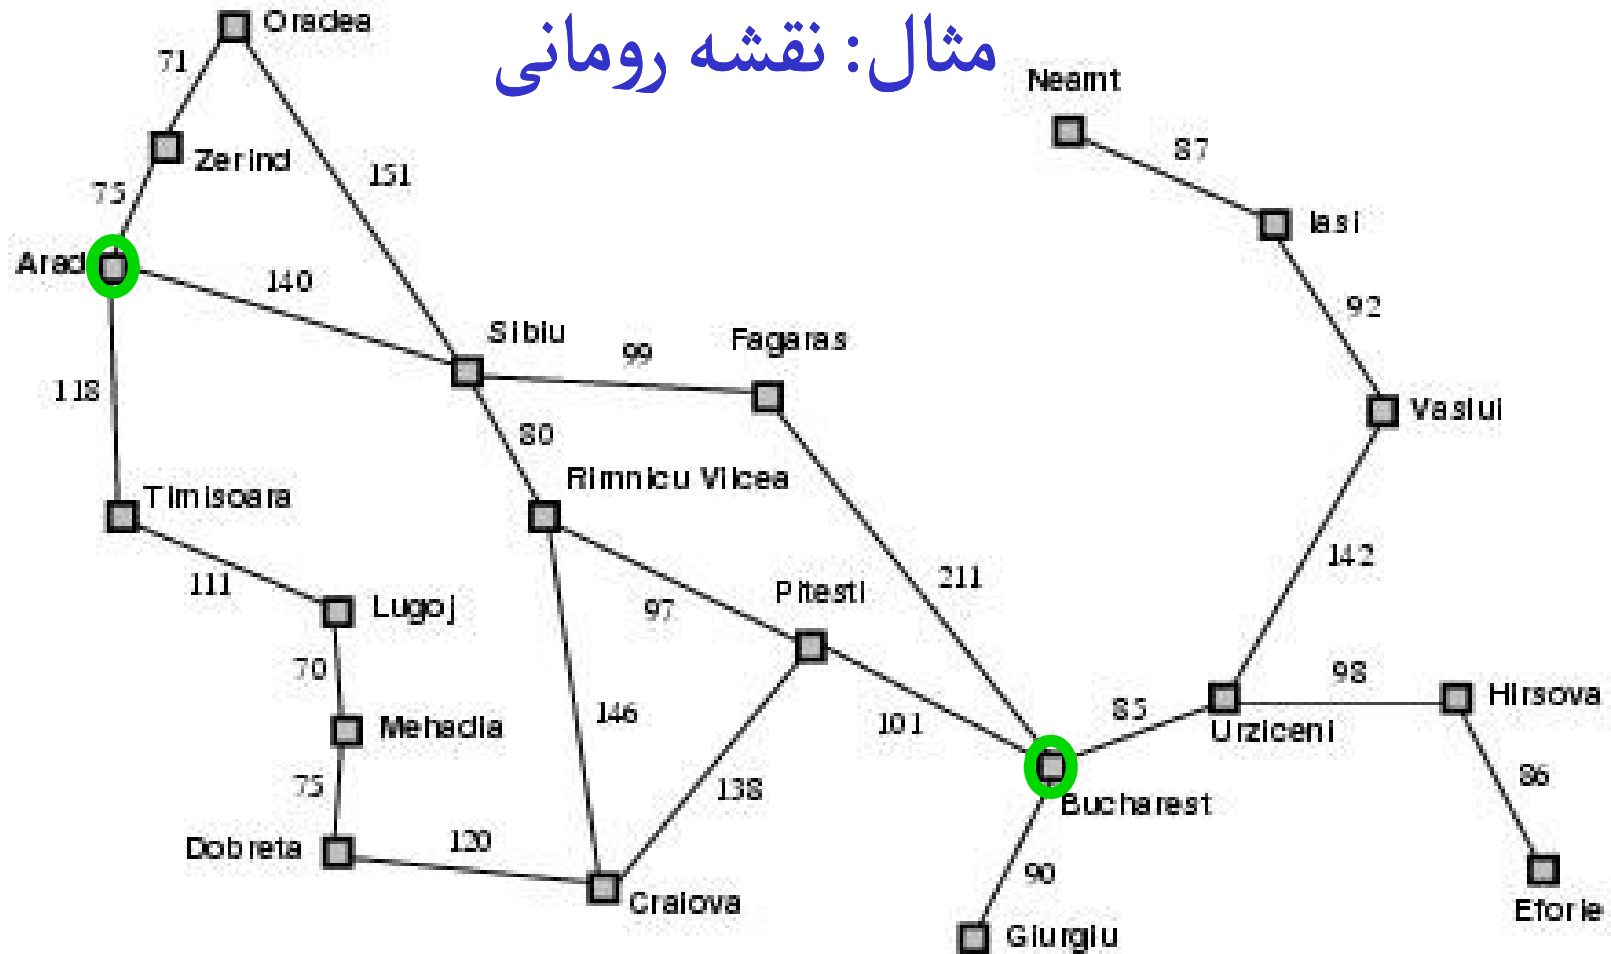 مثال: نقشه رومانی
Oradea
71
Neamt
87
Zerind
151
75
Iasi
Arad
140
92
Sibiu
99
Fagaras
118
80
Vaslui
Rimnicu Vilcea
Timisoara
142
111
211
Pitesti
Lugoj
97
70
98
Hirsova
146
101
85
Mehadia
Urziceni
75
138
86
Bucharest
Dobreta
120
90
Craiova
Eforie
Giurgiu